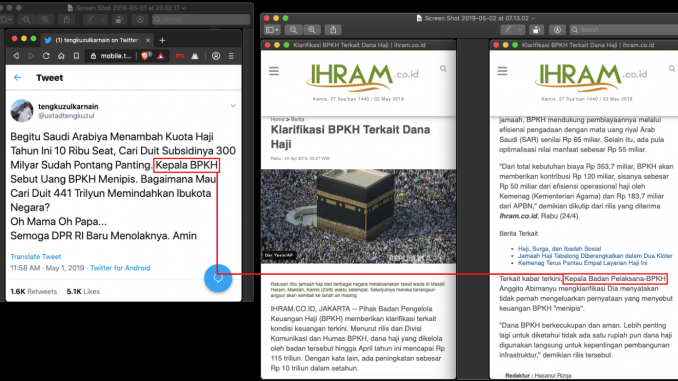 Screen Shot 2019-05-01 at 23.02.17
(1) tengkuzulkarnain on Twitter:
mobile.t...
Tweet
tengkuzulkarnain
@ustadtengkuzul
Begitu Saudi Arabiya Menambah Kuota Haji
Tahun Ini 10 Ribu Seat, Cari Duit Subsidinya 300
Milyar Sudah Pontang Panting. Kepala BPKH
Sebut Uang BPKH Menipis. Bagaimana Mau
Cari Duit 441 Trilyun Memindahkan Ibukota
Negara?
Oh Mama Oh Papa...
Semoga DPR RI Baru Menolaknya. Amin
Translate Tweet
11:58 AM · May 1, 2019 · Twitter for Android
1.6K Retweets 5.1K Likes
Screen Shot 2019-05-02 at 07.13.02
Search
Klarifikasi BPKH Terkait Dana Haji | Ihram.co.id
IHRAM.co.id
Kamis, 27 Sya'ban 1440 / 02 May 2019
Home > Berita
Klarifikasi BPKH Terkait Dana
Haji
Rabu, 24 Apr 2019, 20:07 WIB
Dar Yasin/AP
REPUBLIKA
Ratusan ribu jamaah haji dari berbagai negara melaksanakan tawaf wada di Masjid
Haram, Makkah, Kamis (23/8) waktu setempat. Selanjutnya mereka berangsur-
angsur akan kembali ke tanah air masing
IHRAM.CO.ID, JAKARTA -- Pihak Badan Pengelola
Keuangan Haji (BPKH) memberikan klarifikasi terkait
kondisi keuangan terkini. Menurut rilis dari Divisi
Komunikasi dan Humas BPKH, dana haji yang dikelola
oleh badan tersebut hingga April tahun ini mencapai Rp
115 triliun. Dengan kata lain, ada peningkatan sebesar
Rp 10 triliun dalam setahun.
Klarifikasi BPKH Terkait Dana Haji | Ihram.co.id
IHRAM.co.id
Kamis, 27 Sya'ban 1440 / 02 May 2019
jamaah, BPKH mendukung pembiayaannya melalui
efisiensi pengadaan dengan mata uang riyal Arab
Saudi (SAR) senilai Rp 65 miliar. Selain itu, ada pula
optimalisasi nilai manfaat sebesar Rp 55 miliar.
"Dari total kebutuhan biaya Rp 353,7 miliar, BPKH akan
memberikan kontribusi Rp 120 miliar, sisanya sebesar
Rp 50 miliar dari efisiensi operasional haji oleh
Kemenag (Kementerian Agama) dan Rp 183,7 miliar
dari APBN," demikian dikutip dari rilis yang diterima
Ihram.co.id, Rabu (24/4).
Berita Terkait
Haji, Surga, dan Ibadah Sosial
Jamaah Haji Tabalong Diberangkatkan dalam Dua Kloter
Kemenag Terus Pantau Empat Layanan Haji Ini
Terkait kabar terkini, Kepala Badan Pelaksana-BPKH
Anggito Abimanyu mengklarifikasi Dia menyatakan
tidak pernah mengeluarkan pernyataan yang menyebut
keuangan BPKH "menipis".
"Dana BPKH berkecukupan dan aman. Lebih penting
lagi untuk diketahui tidak ada satu rupiah pun dana haji
digunakan langsung untuk kepentingan pembangunan
infrastruktur," demikian rilis tersebut.
Redaktur : Hasanul Rizqa